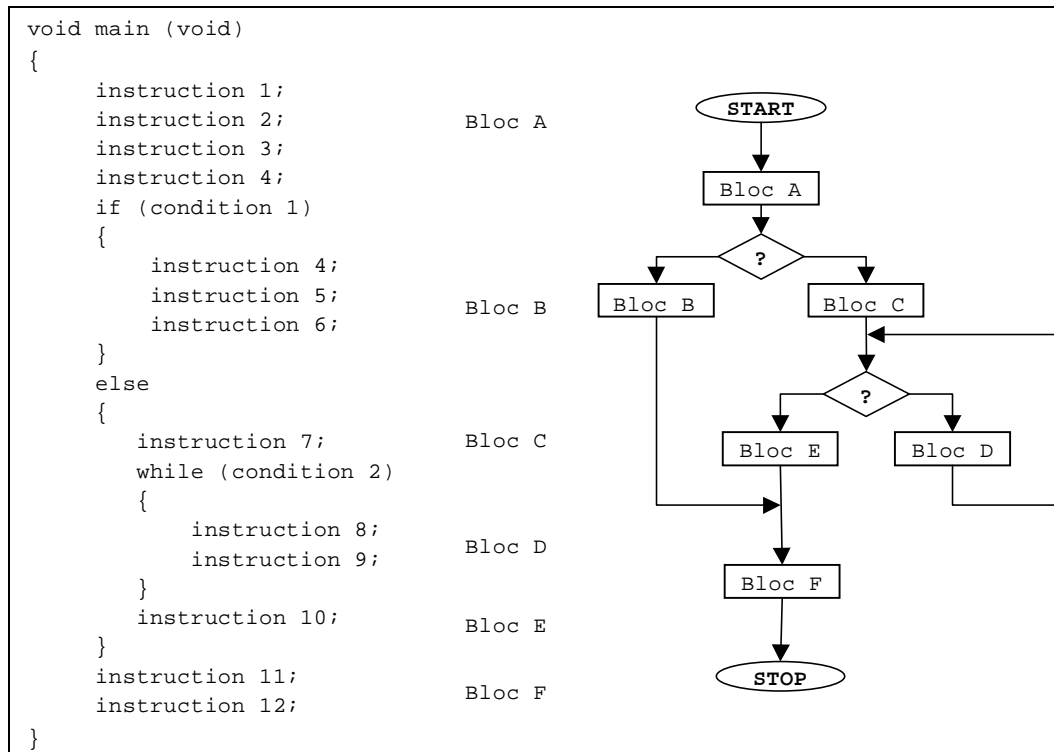 void main (void)
{
instruction 1;
instruction 2;
instruction 3;
instruction 4;
if (condition 1)
{
instruction 4;
instruction 5;
instruction 6;
}
else
{
instruction 7;
while (condition 2)
{
instruction 8;
instruction 9;
}
instruction 10;
}
instruction 11;
instruction 12;
}
Bloc A
Bloc B
Bloc C
Bloc D
Bloc E
Bloc F
START
Bloc A
?
Bloc B
Bloc C
?
Bloc E
Bloc D
Bloc F
STOP